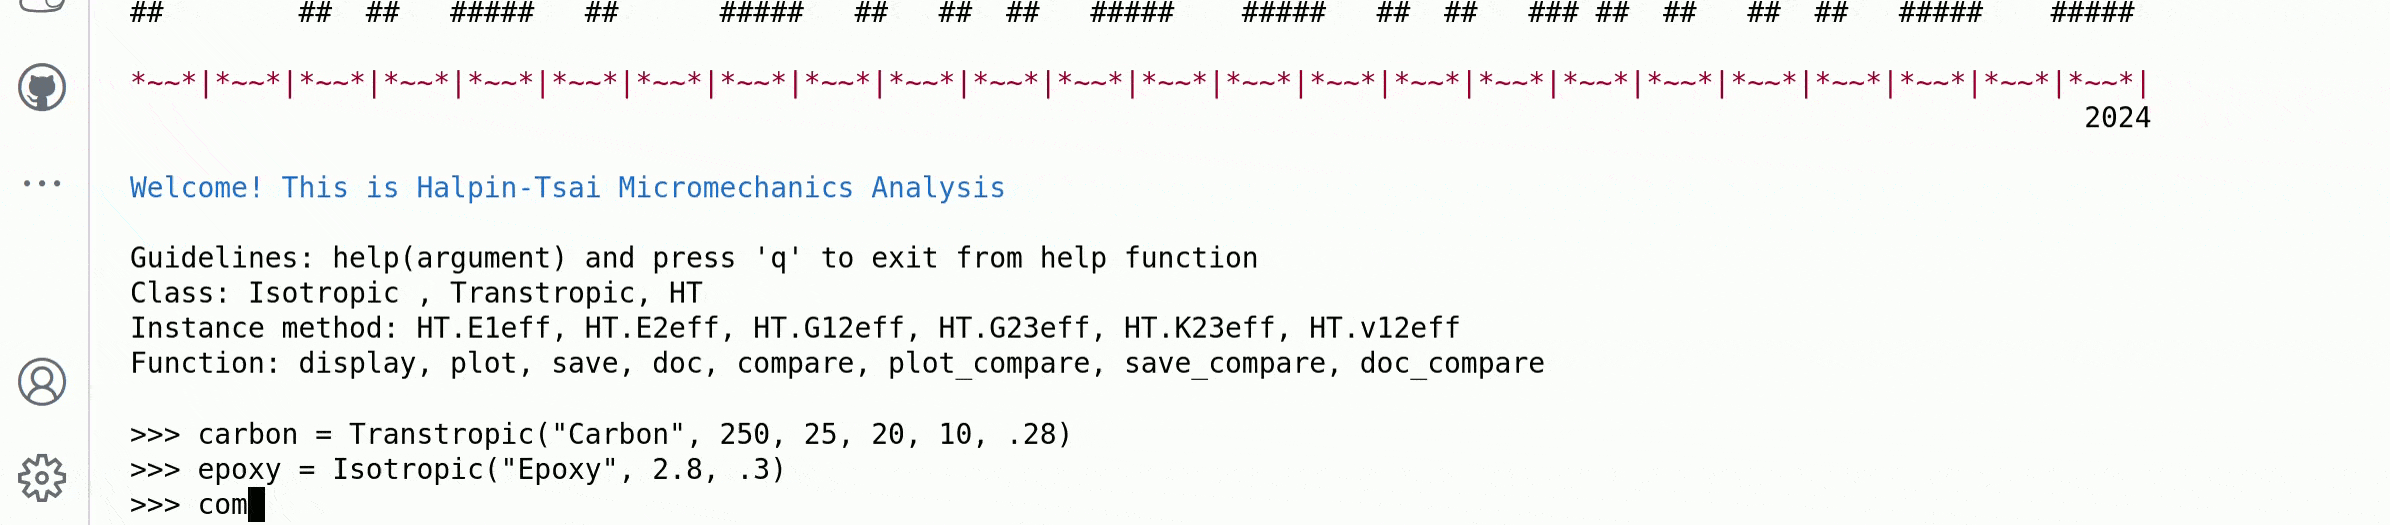 ##        ##  ##   #####   ##      #####   ##   ##  ##   #####    #####   ##  ##   ### ##  ##   ##  ##   #####    #####
*~~*|*~~*|*~~*|*~~*|*~~*|*~~*|*~~*|*~~*|*~~*|*~~*|*~~*|*~~*|*~~*|*~~*|*~~*|*~~*|*~~*|*~~*|*~~*|*~~*|*~~*|*~~*|*~~*|*~~*|
2024
Welcome! This is Halpin-Tsai Micromechanics Analysis
Guidelines: help(argument) and press 'q' to exit from help function
Class: Isotropic , Transtropic, HT
Instance method: HT.E1eff, HT.E2eff, HT.G12eff, HT.G23eff, HT.K23eff, HT.v12eff
Function: display, plot, save, doc, compare, plot_compare, save_compare, doc_compare
>>> carbon = Transtropic("Carbon", 250, 25, 20, 10, .28)
>>> epoxy = Isotropic("Epoxy", 2.8, .3)
>>> com